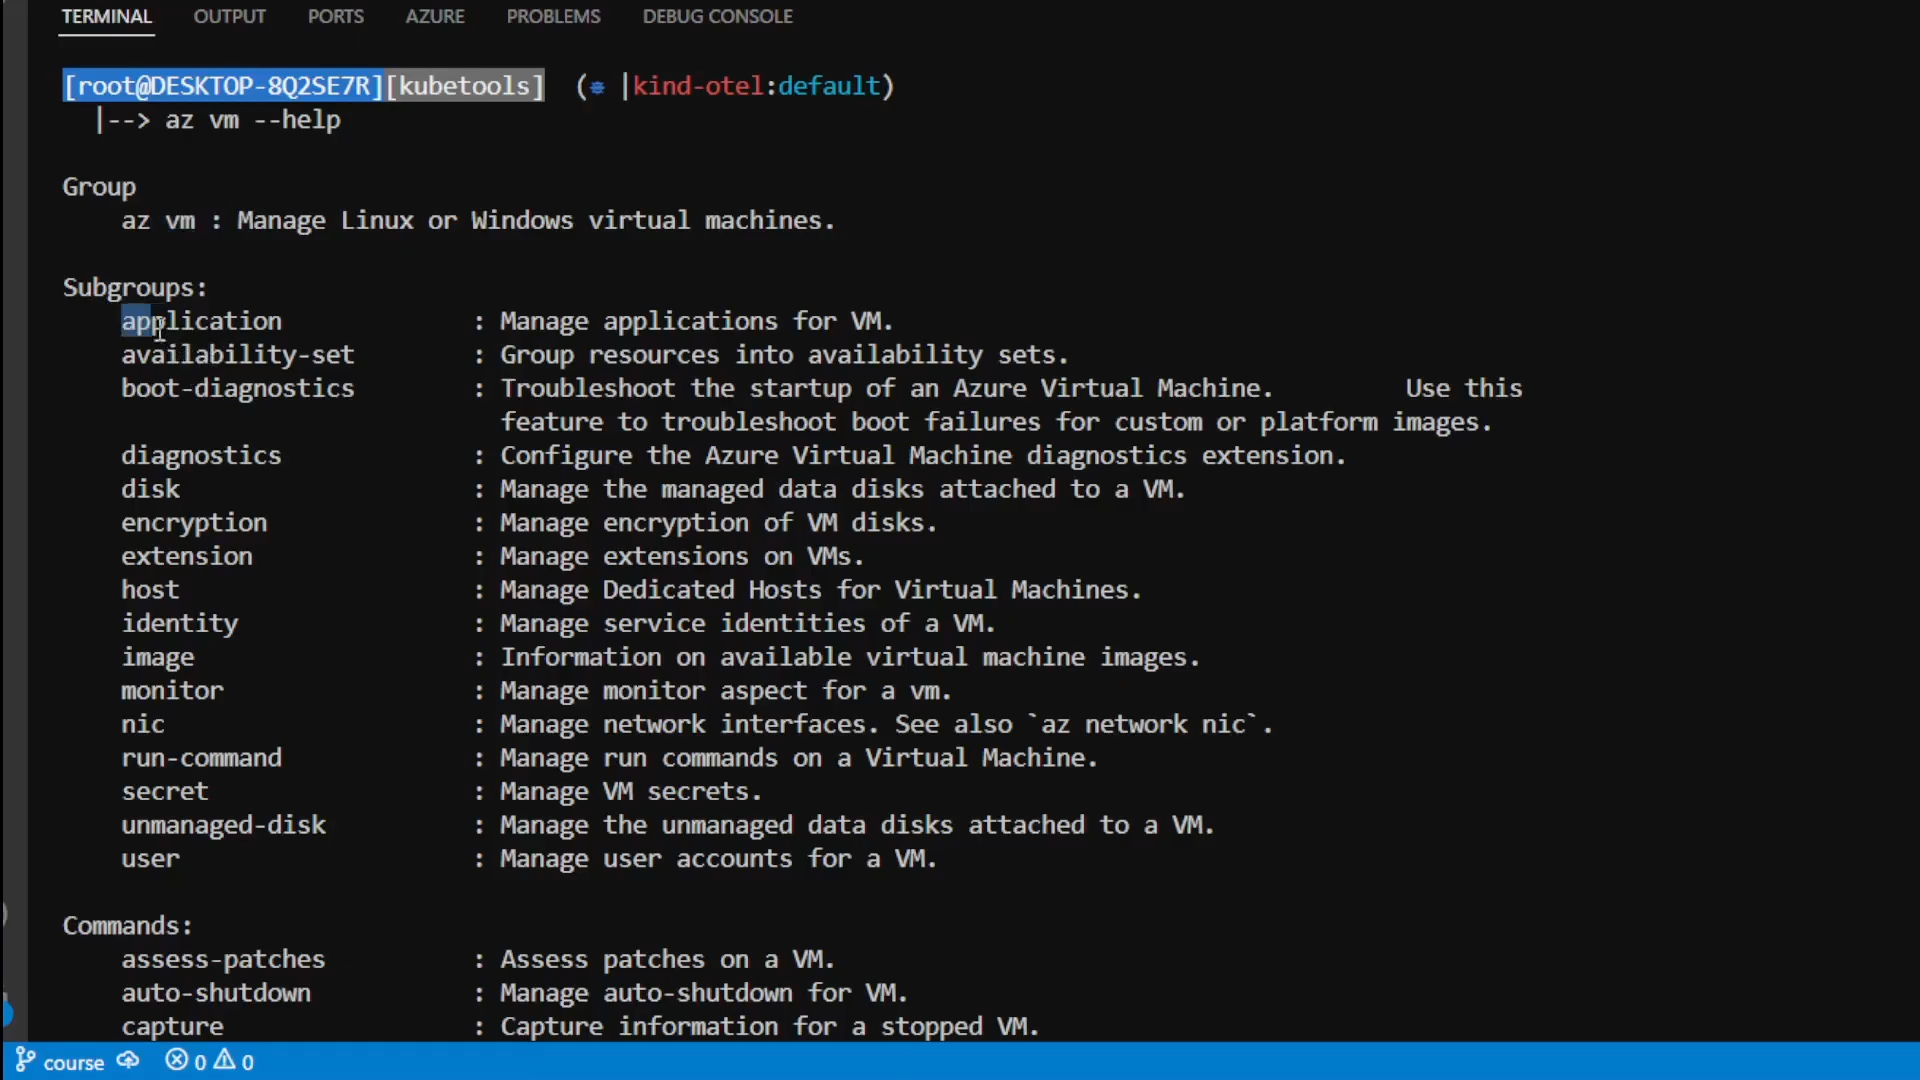 TERMINAL OUTPUT PORTS AZURE PROBLEMS DEBUG CONSOLE
[root@DESKTOP-8Q2SE7R][kubetools] (⎈ |kind-otel:default)
|--> az vm --help
Group
az vm : Manage Linux or Windows virtual machines.
Subgroups:
application : Manage applications for VM.
availability-set : Group resources into availability sets.
boot-diagnostics : Troubleshoot the startup of an Azure Virtual Machine. Use this
feature to troubleshoot boot failures for custom or platform images.
diagnostics : Configure the Azure Virtual Machine diagnostics extension.
disk : Manage the managed data disks attached to a VM.
encryption : Manage encryption of VM disks.
extension : Manage extensions on VMs.
host : Manage Dedicated Hosts for Virtual Machines.
identity : Manage service identities of a VM.
image : Information on available virtual machine images.
monitor : Manage monitor aspect for a vm.
nic : Manage network interfaces. See also `az network nic`.
run-command : Manage run commands on a Virtual Machine.
secret : Manage VM secrets.
unmanaged-disk : Manage the unmanaged data disks attached to a VM.
user : Manage user accounts for a VM.
Commands:
assess-patches : Assess patches on a VM.
auto-shutdown : Manage auto-shutdown for VM.
capture : Capture information for a stopped VM.
course 0 0